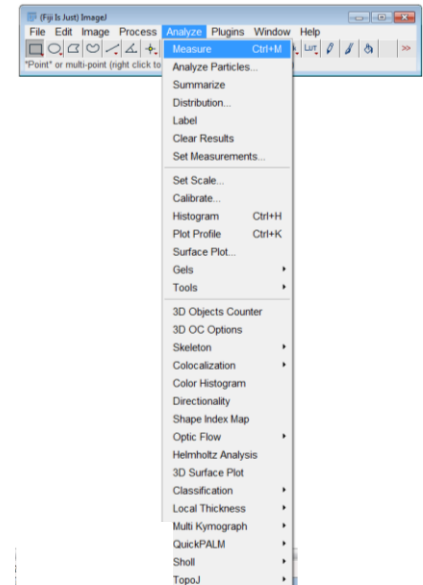 (Fiji Is Just) ImageJ
File Edit Image Process Analyze Plugins Window Help
LUT >>
"Point" or multi-point (right click to
Measure Ctrl+M
Analyze Particles...
Summarize
Distribution...
Label
Clear Results
Set Measurements...
Set Scale...
Calibrate...
Histogram Ctrl+H
Plot Profile Ctrl+K
Surface Plot...
Gels
Tools
3D Objects Counter
3D OC Options
Skeleton
Colocalization
Color Histogram
Directionality
Shape Index Map
Optic Flow
Helmholtz Analysis
3D Surface Plot
Classification
Local Thickness
Multi Kymograph
QuickPALM
Sholl
TopoJ